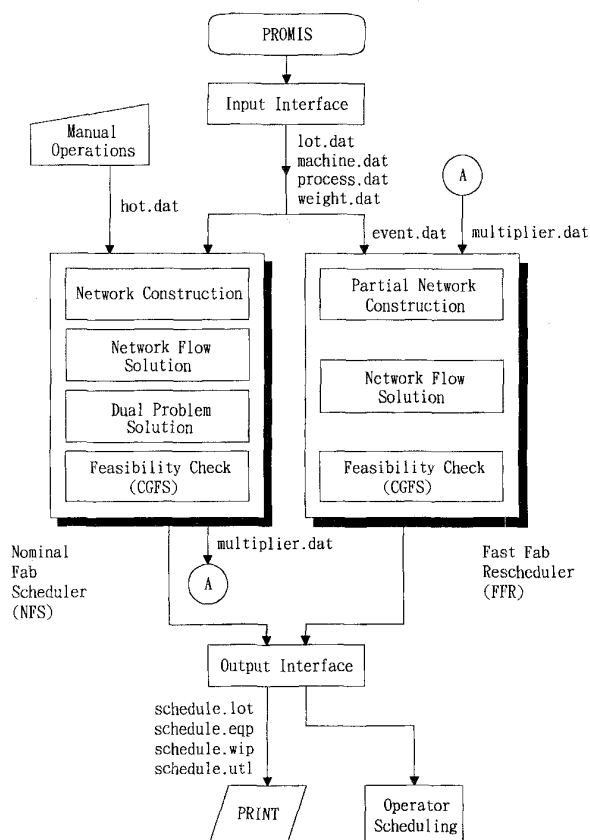 PROMIS
Input Interface
Manual
Operations
lot.dat
machine.dat
process.dat
weight.dat
A
hot.dat
event.dat
multiplier.dat
Network Construction
Network Flow
Solution
Dual Problem
Solution
Feasibility Check
(CGFS)
Partial Network
Construction
Network Flow
Solution
Feasibility Check
(CGFS)
Nominal
Fab
Scheduler
(NFS)
multiplier.dat
A
Fast Fab
Rescheduler
(FFR)
Output Interface
schedule.lot
schedule.eqp
schedule.wip
schedule.utl
PRINT
Operator
Scheduling